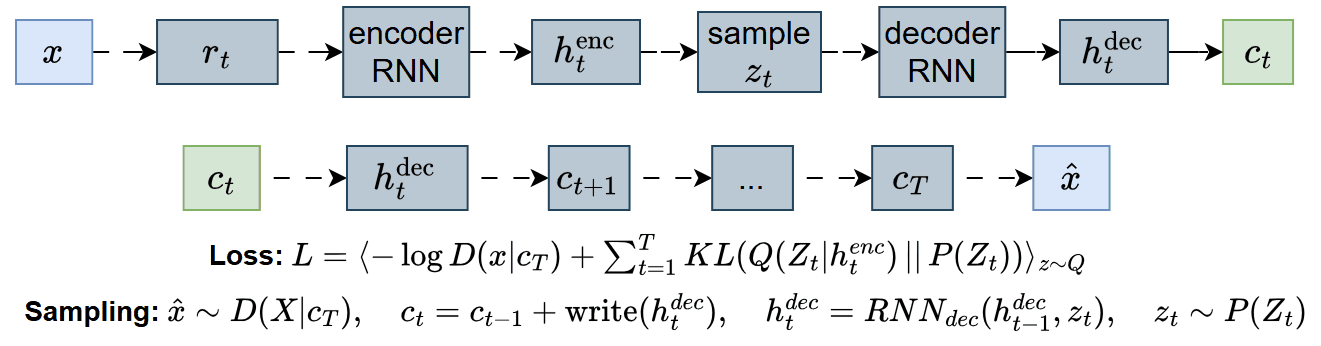 x r_t encoder RNN h_t^enc sample z_t decoder RNN h_t^dec c_t
c_t h_t^dec c_{t+1} ... c_T x̂
Loss: L = ⟨− log D(x|c_T) + ∑_{t=1}^T KL(Q(Z_t|h_t^{enc}) || P(Z_t))⟩_{z∼Q}
Sampling: x̂ ∼ D(X|c_T), c_t = c_{t−1} + write(h_t^{dec}), h_t^{dec} = RNN_{dec}(h_{t−1}^{dec}, z_t), z_t ∼ P(Z_t)